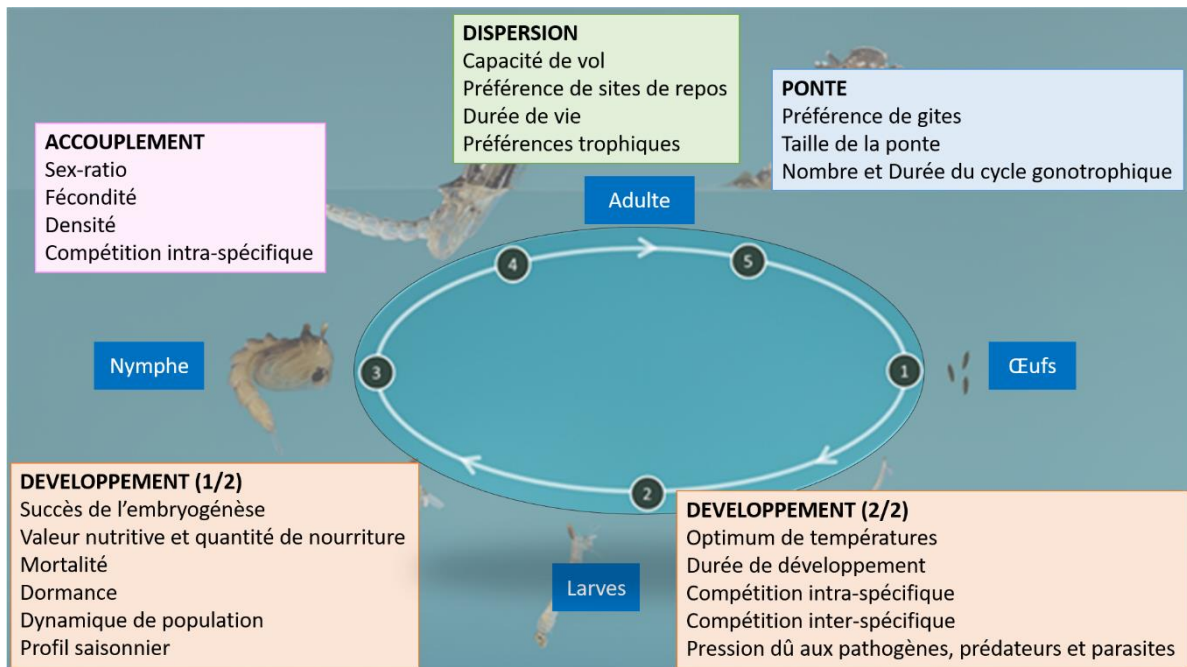 DISPERSION
Capacité de vol
Préférence de sites de repos
Durée de vie
Préférences trophiques
PONTE
Préférence de gites
Taille de la ponte
Nombre et Durée du cycle gonotrophique
ACCOUPLEMENT
Sex-ratio
Fécondité
Densité
Compétition intra-spécifique
Adulte
4
5
Nymphe
3
1
Œufs
2
Larves
DEVELOPPEMENT (1/2)
Succès de l'embryogénèse
Valeur nutritive et quantité de nourriture
Mortalité
Dormance
Dynamique de population
Profil saisonnier
DEVELOPPEMENT (2/2)
Optimum de températures
Durée de développement
Compétition intra-spécifique
Compétition inter-spécifique
Pression dû aux pathogènes, prédateurs et parasites